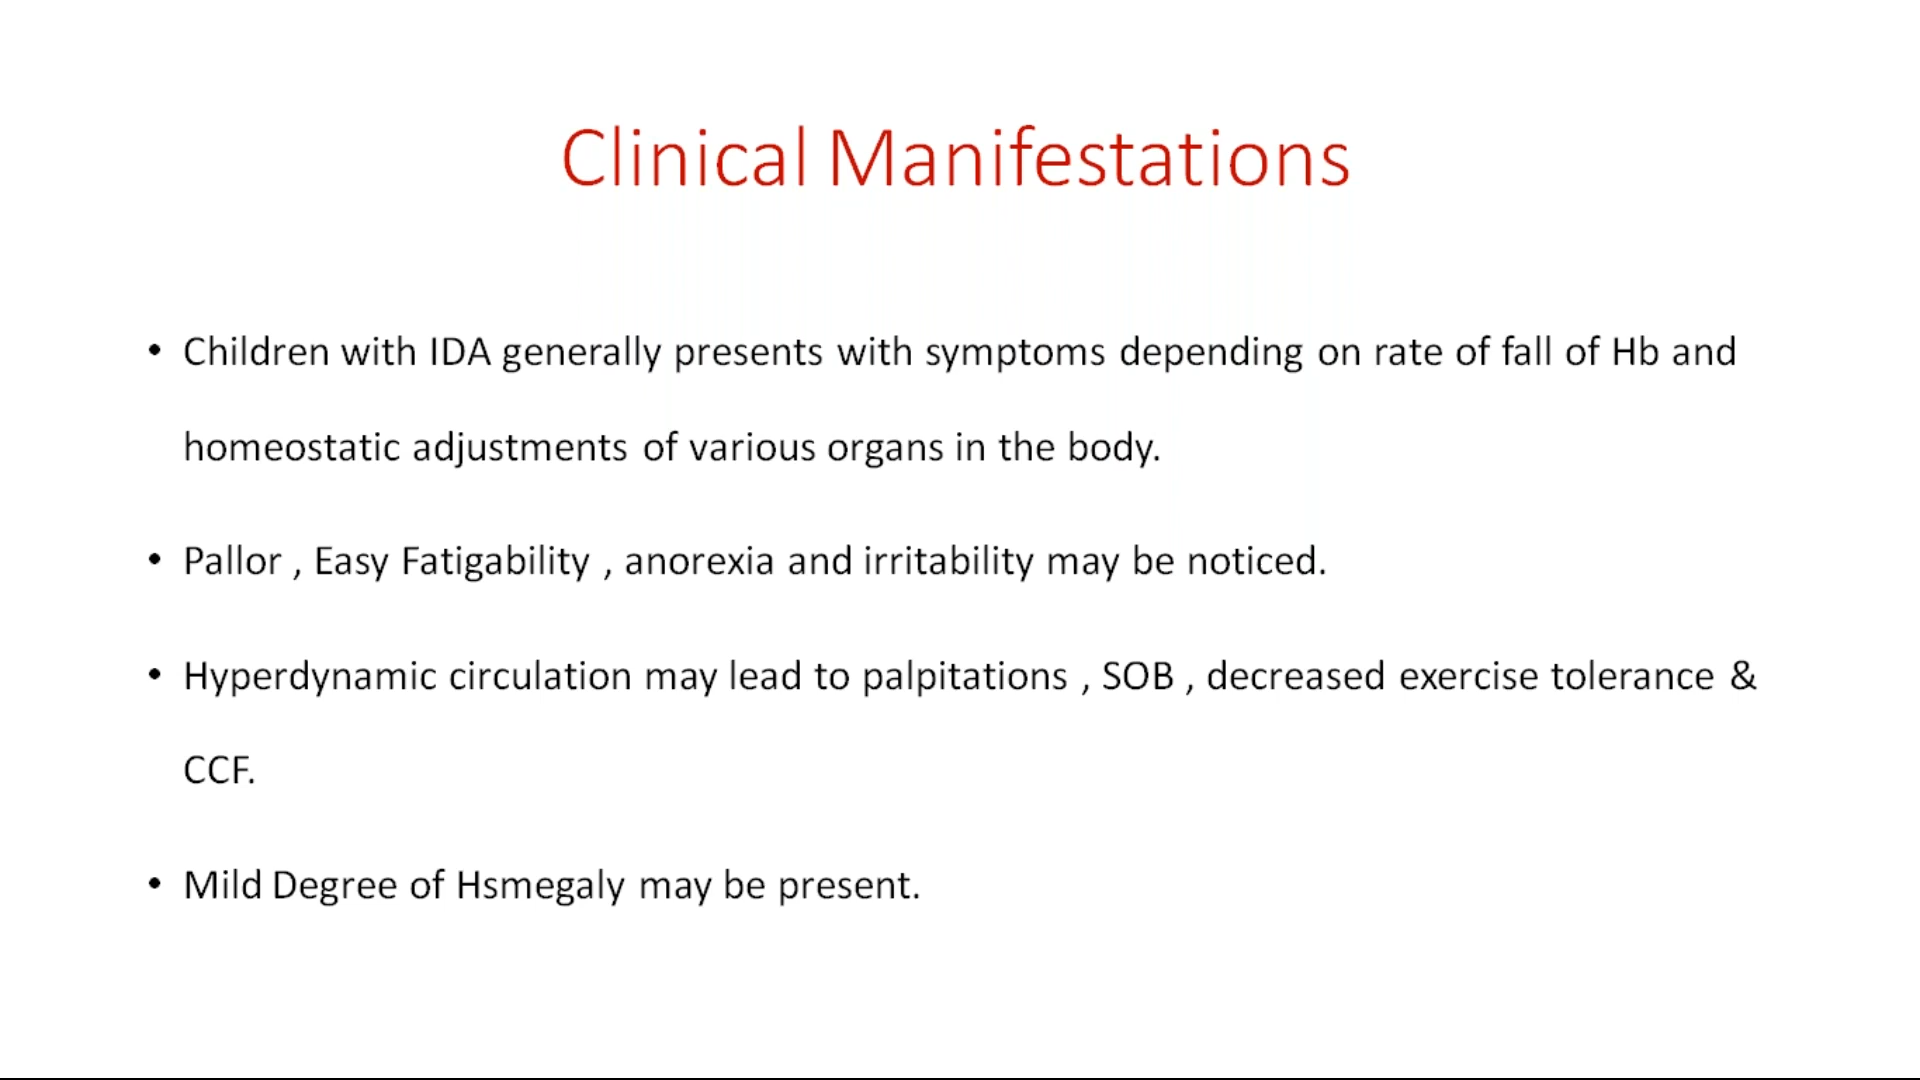 Clinical Manifestations
• Children with IDA generally presents with symptoms depending on rate of fall of Hb and
homeostatic adjustments of various organs in the body.
• Pallor , Easy Fatigability , anorexia and irritability may be noticed.
• Hyperdynamic circulation may lead to palpitations , SOB , decreased exercise tolerance &
CCF.
• Mild Degree of Hsmegaly may be present.